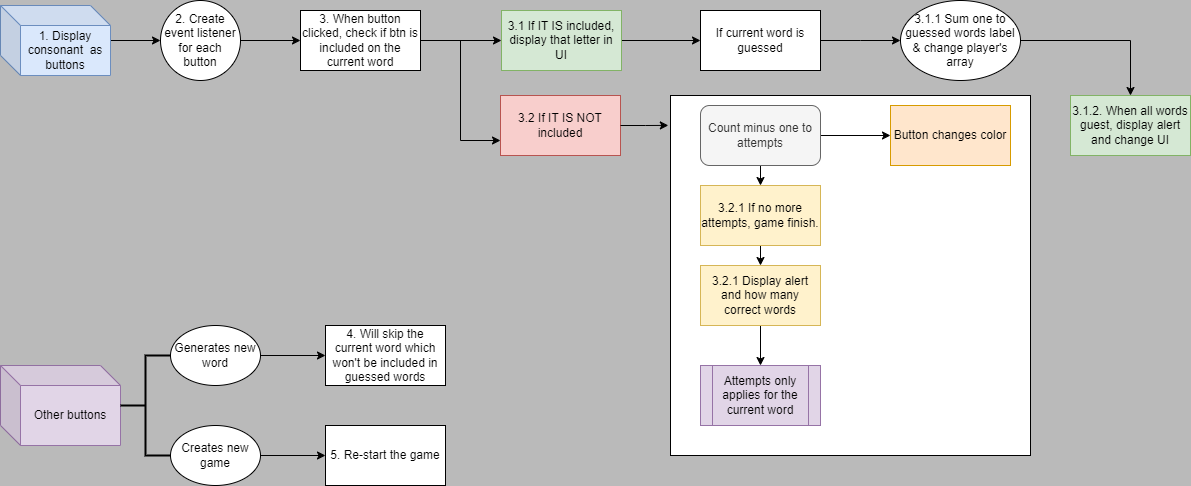 1. Display
consonant as
buttons
2. Create
event listener
for each
button
3. When button
clicked, check if btn is
included on the
current word
3.1 If IT IS included,
display that letter in
UI
If current word is
guessed
3.1.1 Sum one to
guessed words label
& change player's
array
3.1.2. When all words
guest, display alert
and change UI
3.2 If IT IS NOT
included
Count minus one to
attempts
Button changes color
3.2.1 If no more
attempts, game finish.
3.2.1 Display alert
and how many
correct words
Attempts only
applies for the
current word
Other buttons
Generates new
word
4. Will skip the
current word which
won't be included in
guessed words
Creates new
game
5. Re-start the game